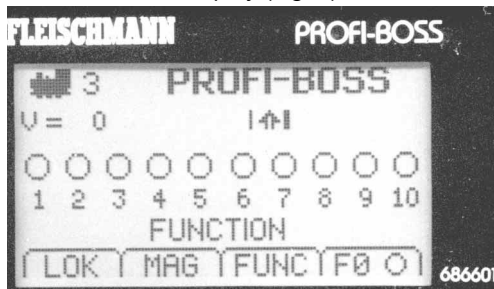 FLEISCHMANN PROFI-BOSS
3 PROFI-BOSS
V= 0
1 2 3 4 5 6 7 8 9 10
FUNCTION
LOK MAG FUNC F0
686601